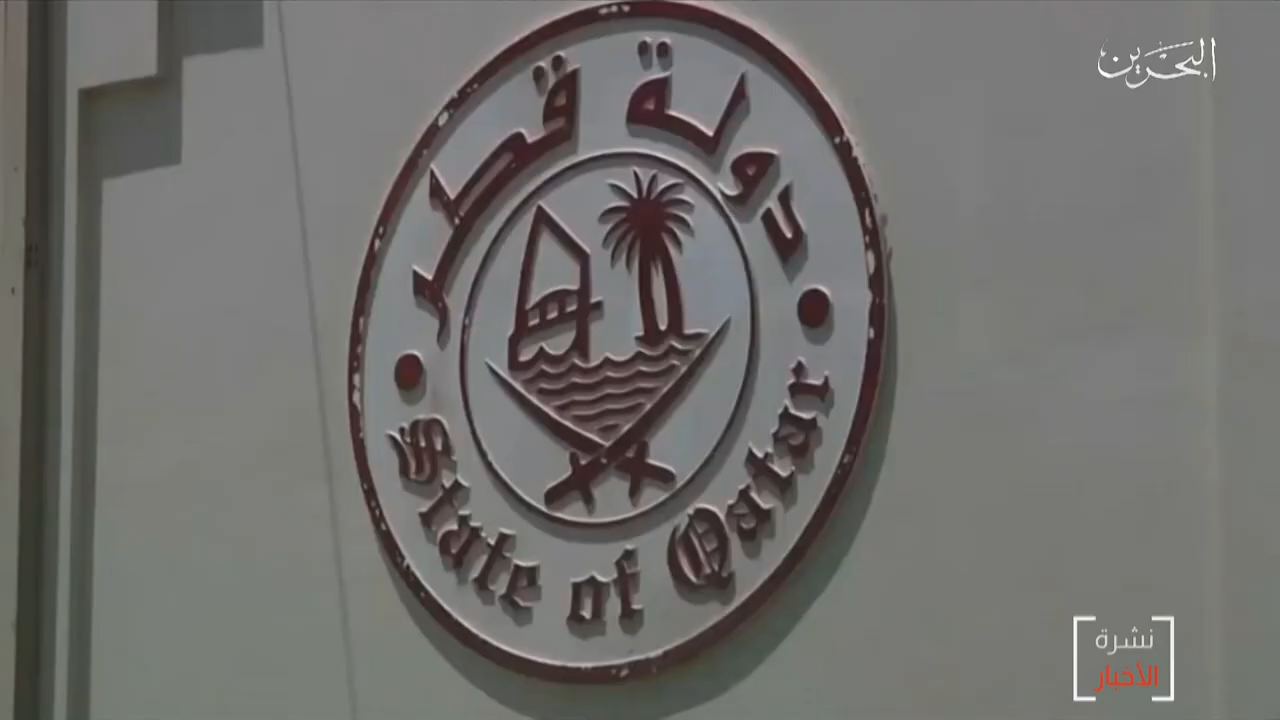 البحرين
دولة قطر
State of Qatar
نشرة
الأخبار